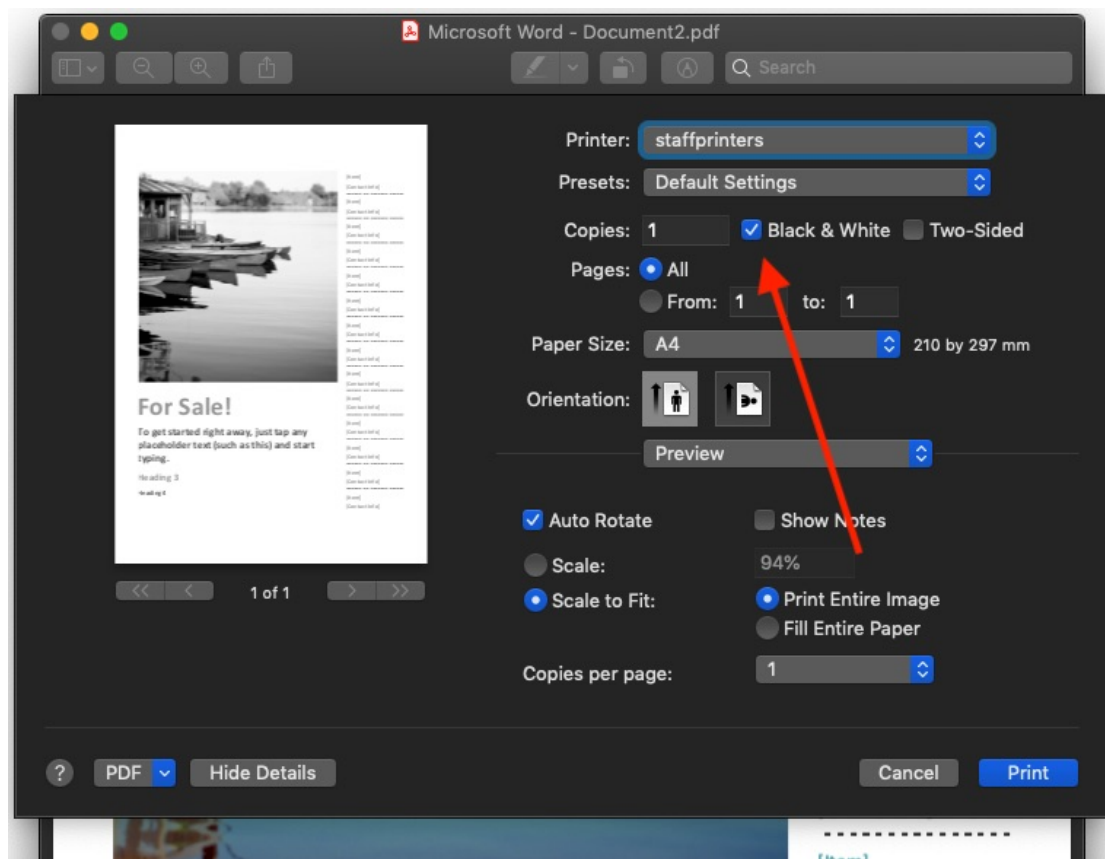 Microsoft Word - Document2.pdf
Search
Printer: staffprinters
Presets: Default Settings
Copies: 1 Black & White Two-Sided
Pages: All
From: 1 to: 1
Paper Size: A4 210 by 297 mm
Orientation:
Preview
Auto Rotate Show Notes
Scale: 94%
Scale to Fit: Print Entire Image
Fill Entire Paper
Copies per page: 1
For Sale!
To get started right away, just tap any
placeholder text (such as this) and start
typing.
Heading 3
Heading 4
<< < 1 of 1 > >>
? PDF Hide Details Cancel Print
[Item]